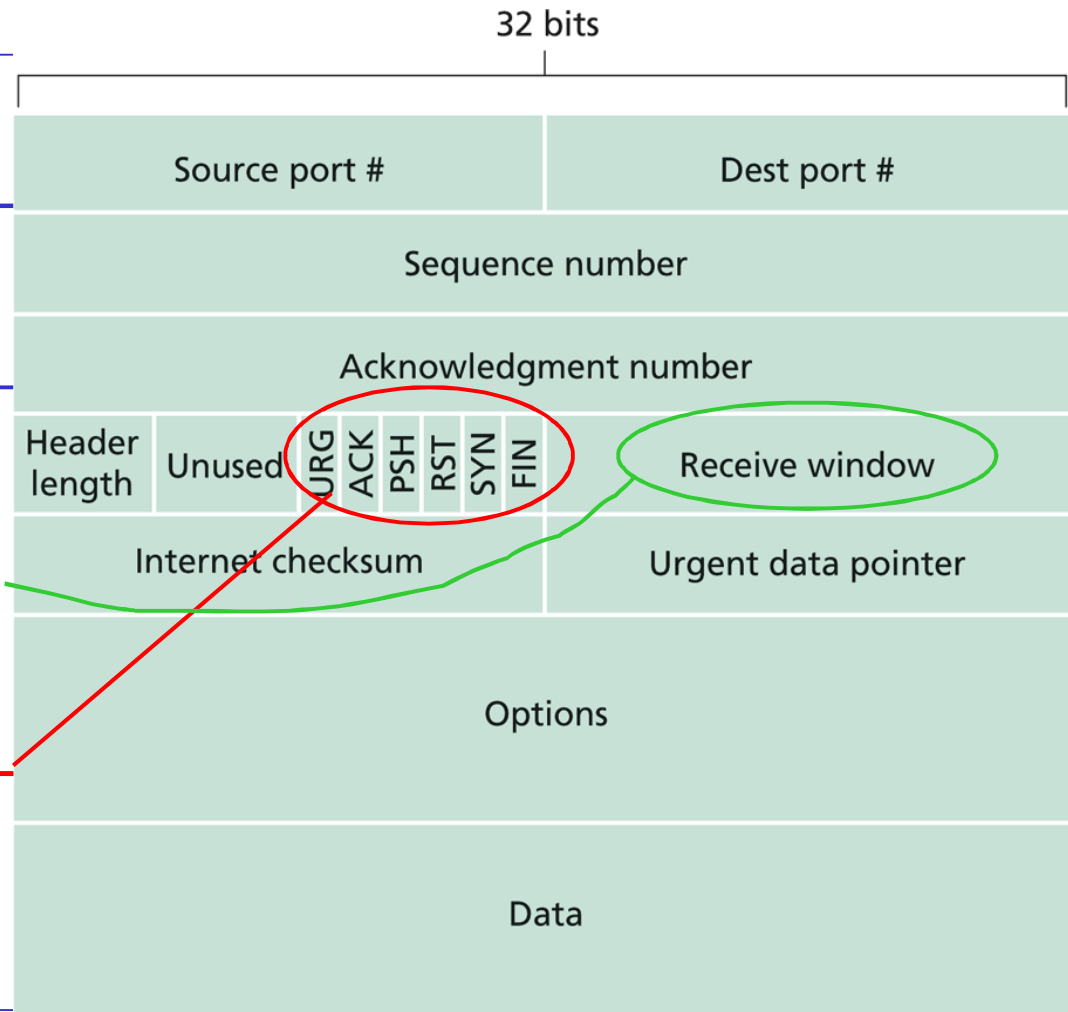 32 bits
Source port #
Dest port #
Sequence number
Acknowledgment number
Header
length
Unused
URG
ACK
PSH
RST
SYN
FIN
Receive window
Internet checksum
Urgent data pointer
Options
Data